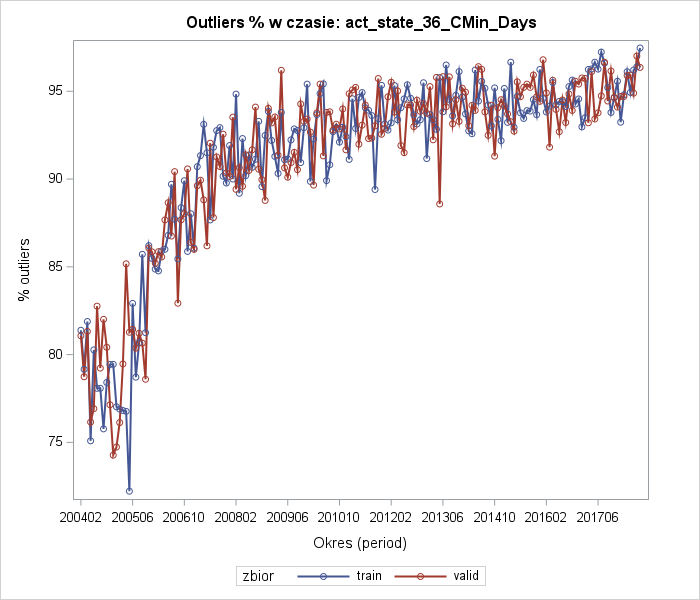 Outliers % w czasie: act_state_36_CMin_Days
% outliers
95
90
85
80
75
200402 200506 200610 200802 200906 201010 201202 201306 201410 201602 201706
Okres (period)
zbior train valid